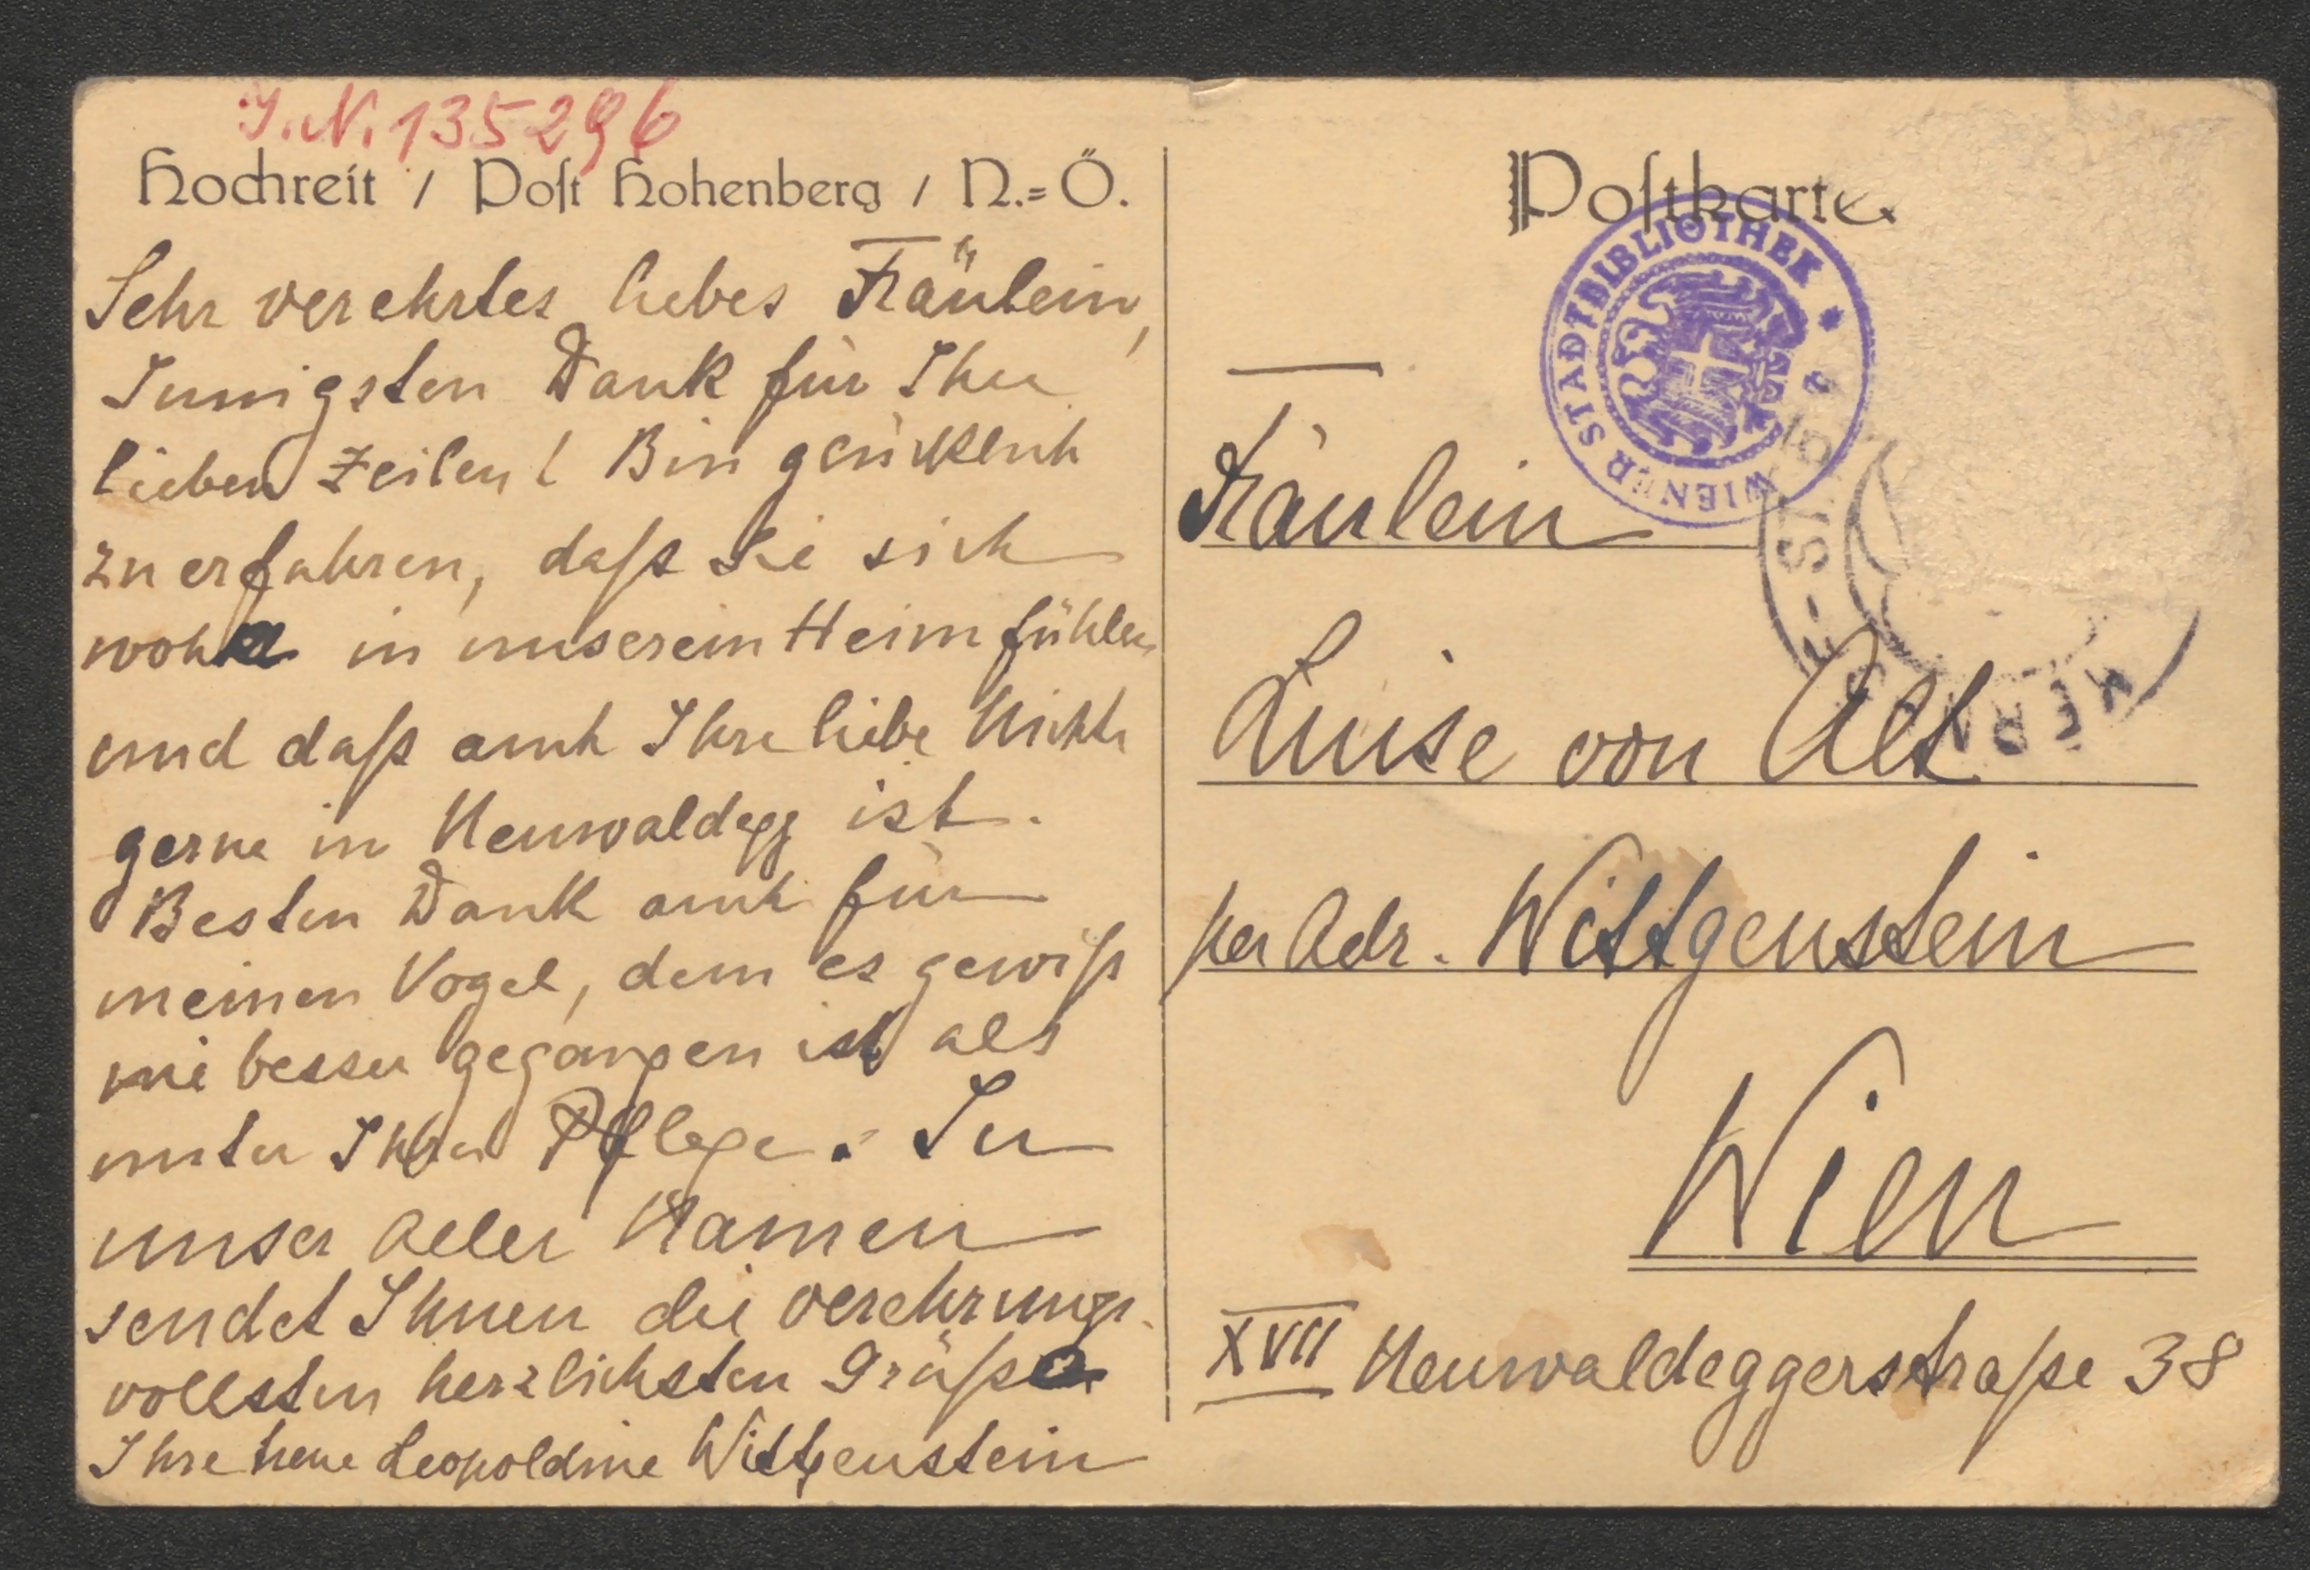 J.N. 135296
Hochreit / Post Hohenberg / N.=Ö.
Sehr verehrtes liebes Fräulein,
Innigsten Dank für Ihre
lieben Zeilen! Bin glücklich
zu erfahren, daß Sie sich
wohl in unserem Heim fühlen
und daß auch Ihre liebe Nichte
gerne in Neuwaldegg ist.
Besten Dank auch für
meinen Vogel, dem es gewiß
nie besser gegangen ist als
unter Ihrer Pflege. In
unser aller Namen
sendet Ihnen die verehrungs-
vollsten herzlichsten Grüße
Ihre treue Leopoldine Wittgenstein
Postkarte
WIENER STADTBIBLIOTHEK
Fräulein
Luise von Alt
per Adr. Wittgenstein
Wien
XVII Neuwaldeggerstraße 38